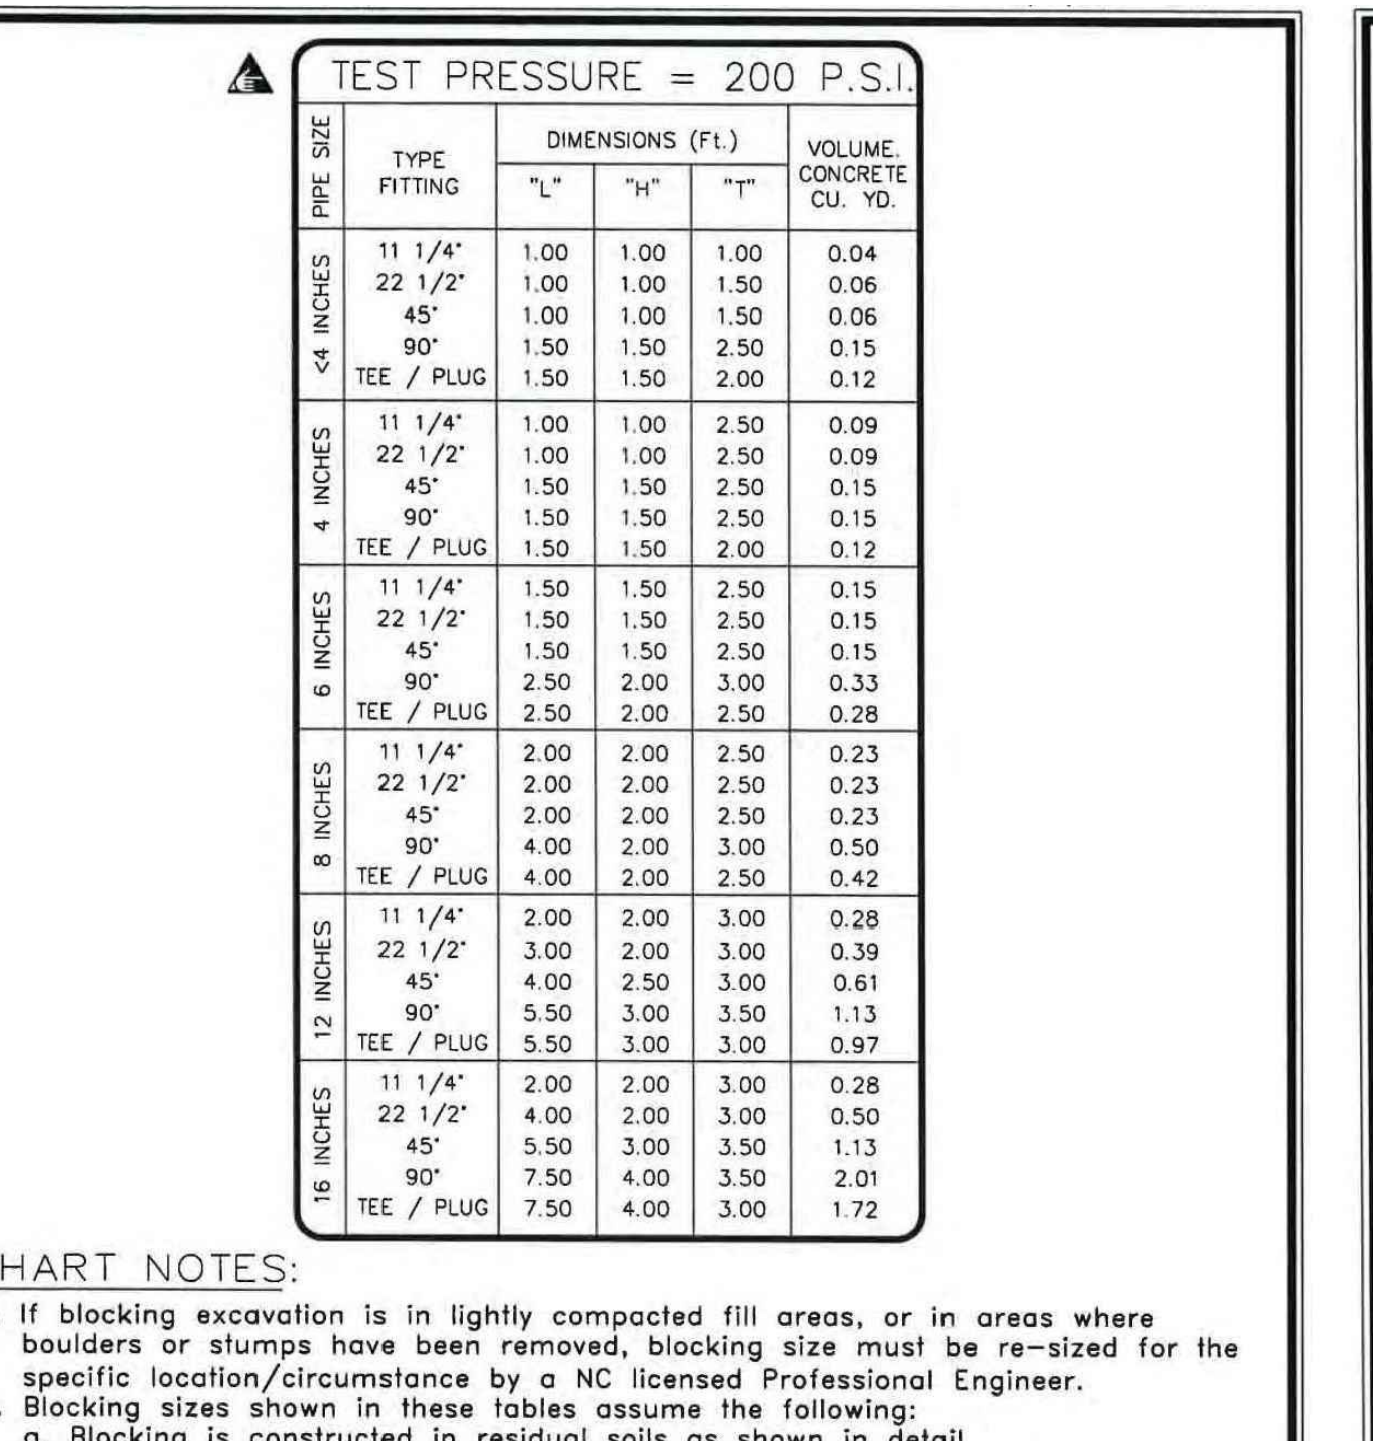 TEST PRESSURE = 200 P.S.I.
PIPE SIZE TYPE FITTING DIMENSIONS (Ft.) VOLUME. CONCRETE CU. YD.
"L" "H" "T"
<4 INCHES
11 1/4° 1.00 1.00 1.00 0.04
22 1/2° 1.00 1.00 1.50 0.06
45° 1.00 1.00 1.50 0.06
90° 1.50 1.50 2.50 0.15
TEE / PLUG 1.50 1.50 2.00 0.12
4 INCHES
11 1/4° 1.00 1.00 2.50 0.09
22 1/2° 1.00 1.00 2.50 0.09
45° 1.50 1.50 2.50 0.15
90° 1.50 1.50 2.50 0.15
TEE / PLUG 1.50 1.50 2.00 0.12
6 INCHES
11 1/4° 1.50 1.50 2.50 0.15
22 1/2° 1.50 1.50 2.50 0.15
45° 1.50 1.50 2.50 0.15
90° 2.50 2.00 3.00 0.33
TEE / PLUG 2.50 2.00 2.50 0.28
8 INCHES
11 1/4° 2.00 2.00 2.50 0.23
22 1/2° 2.00 2.00 2.50 0.23
45° 2.00 2.00 2.50 0.23
90° 4.00 2.00 3.00 0.50
TEE / PLUG 4.00 2.00 2.50 0.42
12 INCHES
11 1/4° 2.00 2.00 3.00 0.28
22 1/2° 3.00 2.00 3.00 0.39
45° 4.00 2.50 3.00 0.61
90° 5.50 3.00 3.50 1.13
TEE / PLUG 5.50 3.00 3.00 0.97
16 INCHES
11 1/4° 2.00 2.00 3.00 0.28
22 1/2° 4.00 2.00 3.00 0.50
45° 5.50 3.00 3.50 1.13
90° 7.50 4.00 3.50 2.01
TEE / PLUG 7.50 4.00 3.00 1.72
HART NOTES:
If blocking excavation is in lightly compacted fill areas, or in areas where
boulders or stumps have been removed, blocking size must be re-sized for the
specific location/circumstance by a NC licensed Professional Engineer.
. Blocking sizes shown in these tables assume the following:
a. Blocking is constructed in residual soils as shown in detail